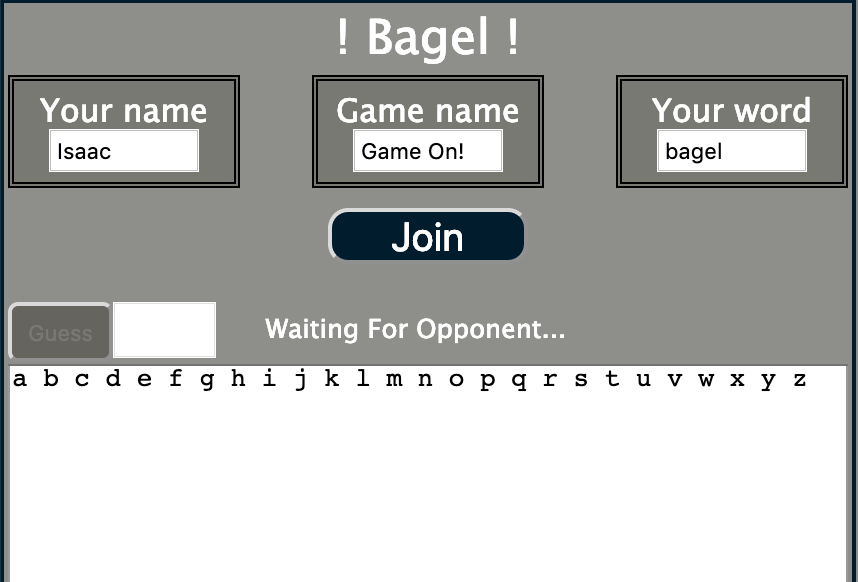 ! Bagel !
Your name
Game name
Your word
Isaac
Game On!
bagel
Join
Guess
Waiting For Opponent...
a b c d e f g h i j k l m n o p q r s t u v w x y z